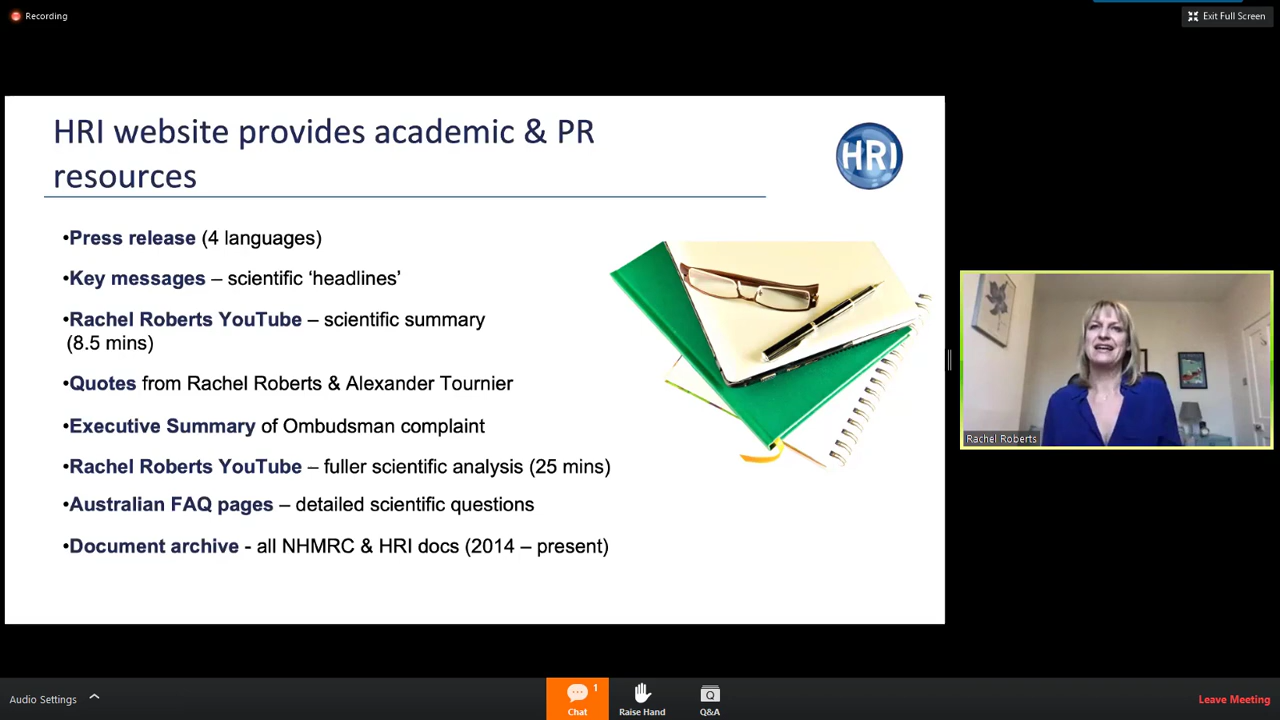 Recording
Exit Full Screen
HRI website provides academic & PR
resources
HRI
•Press release (4 languages)
•Key messages – scientific ‘headlines’
•Rachel Roberts YouTube – scientific summary
(8.5 mins)
•Quotes from Rachel Roberts & Alexander Tournier
•Executive Summary of Ombudsman complaint
•Rachel Roberts YouTube – fuller scientific analysis (25 mins)
•Australian FAQ pages – detailed scientific questions
•Document archive - all NHMRC & HRI docs (2014 – present)
Rachel Roberts
Audio Settings
1
Chat
Raise Hand
Q&A
Leave Meeting